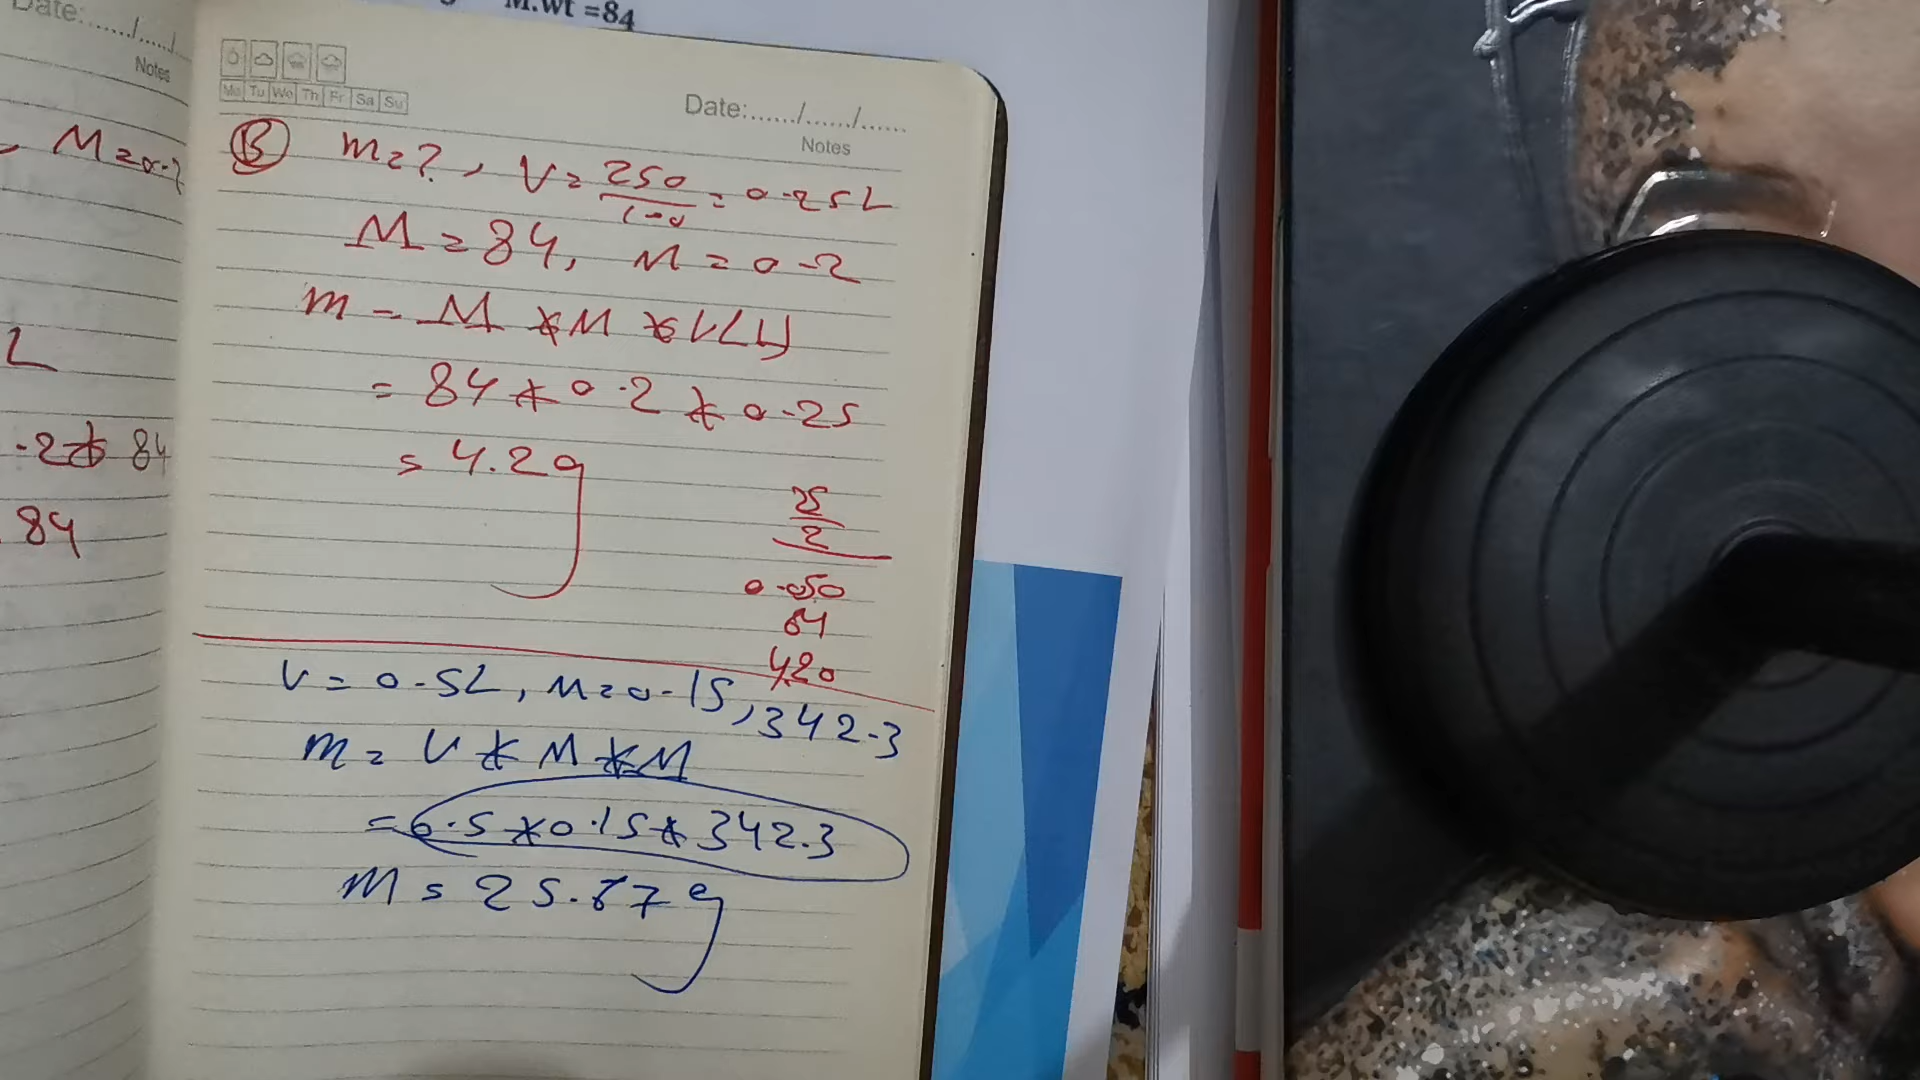 M.wt =84
Date:....../....../
Notes
M=0.2
L
.2* 84
84
Mo Tu We Th Fr Sa Su
Date:....../....../......
Notes
B m=?, V=250/1000=0.25L
M=84, M=0.2
m = M *M *V(L)
= 84*0.2*0.25
= 4.2g
25
2
0.050
84
4.20
V=0.5L, M=0.15, 342.3
m= V*M*M
=0.5*0.15*342.3
m=25.67g